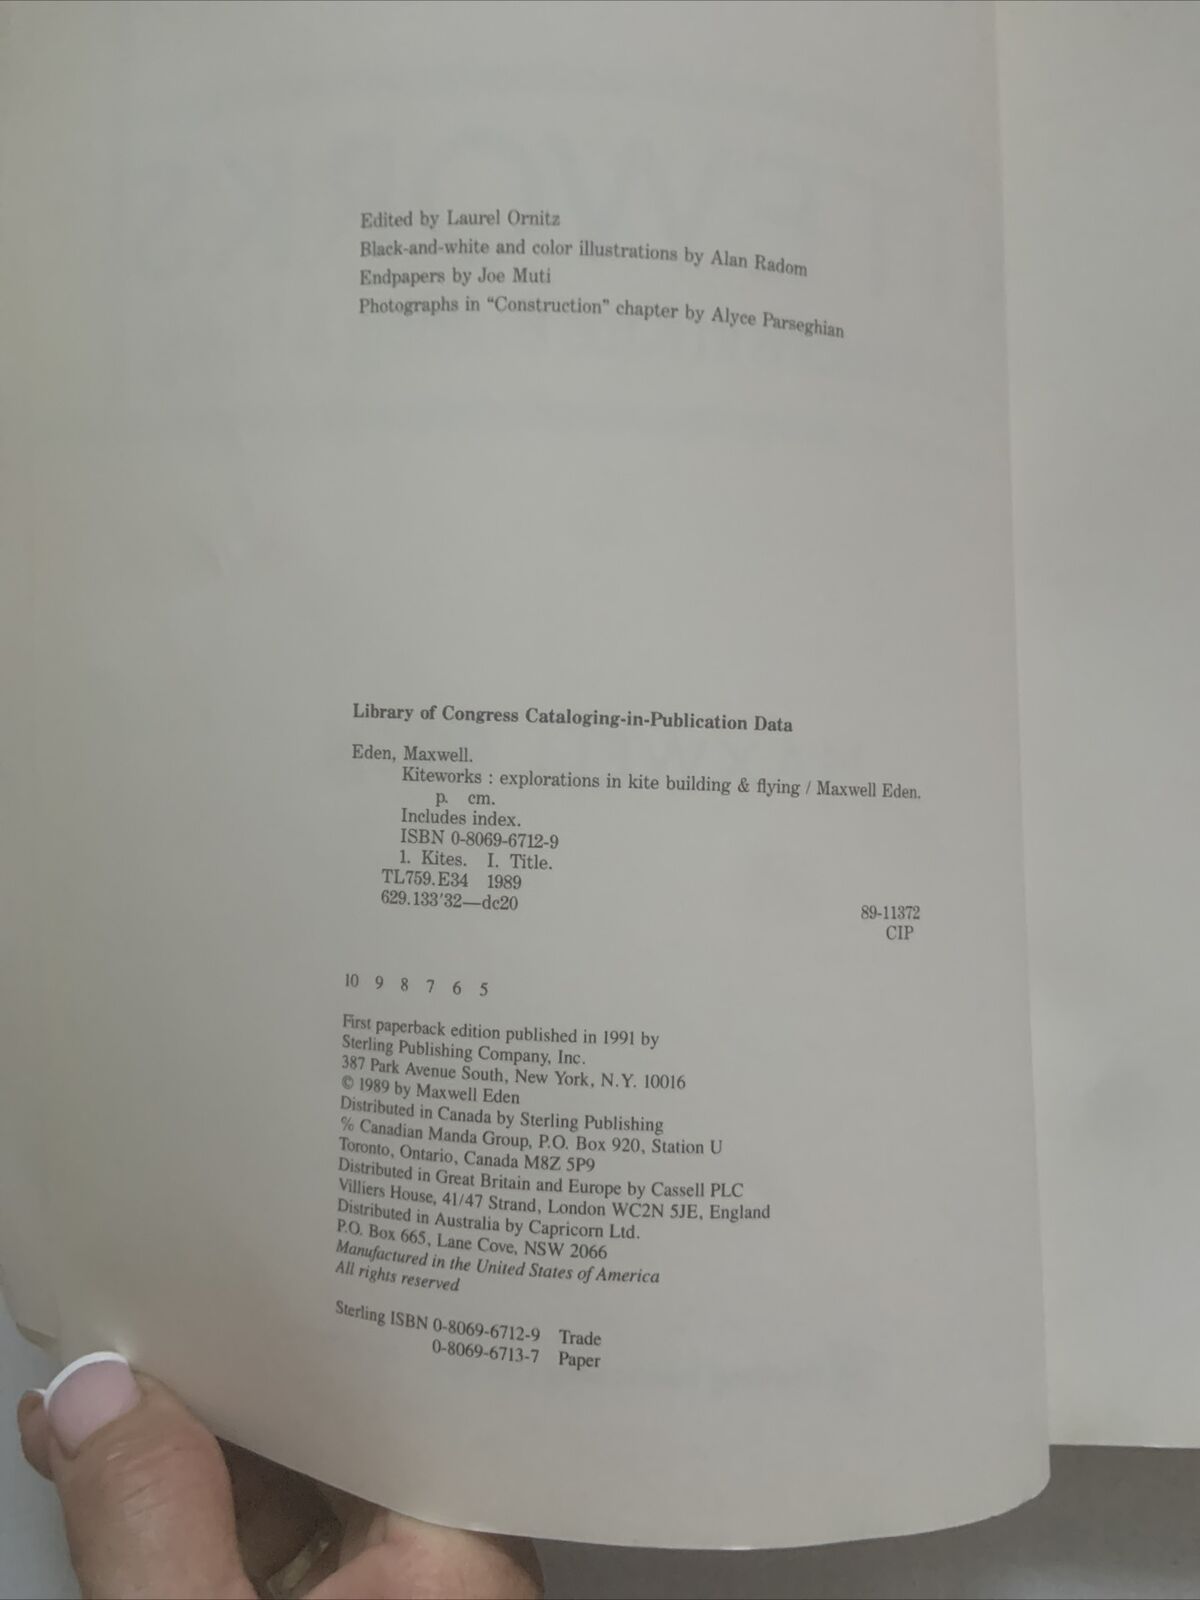 Edited by Laurel Ornitz
Black-and-white and color illustrations by Alan Radom
Endpapers by Joe Muti
Photographs in “Construction” chapter by Alyce Parseghian
Library of Congress Cataloging-in-Publication Data
Eden, Maxwell.
Kiteworks : explorations in kite building & flying / Maxwell Eden.
p. cm.
Includes index.
ISBN 0-8069-6712-9
1. Kites. I. Title.
TL759.E34 1989
629.133'32—dc20
89-11372
CIP
10 9 8 7 6 5
First paperback edition published in 1991 by
Sterling Publishing Company, Inc.
387 Park Avenue South, New York, N.Y. 10016
© 1989 by Maxwell Eden
Distributed in Canada by Sterling Publishing
% Canadian Manda Group, P.O. Box 920, Station U
Toronto, Ontario, Canada M8Z 5P9
Distributed in Great Britain and Europe by Cassell PLC
Villiers House, 41/47 Strand, London WC2N 5JE, England
Distributed in Australia by Capricorn Ltd.
P.O. Box 665, Lane Cove, NSW 2066
Manufactured in the United States of America
All rights reserved
Sterling ISBN 0-8069-6712-9 Trade
0-8069-6713-7 Paper